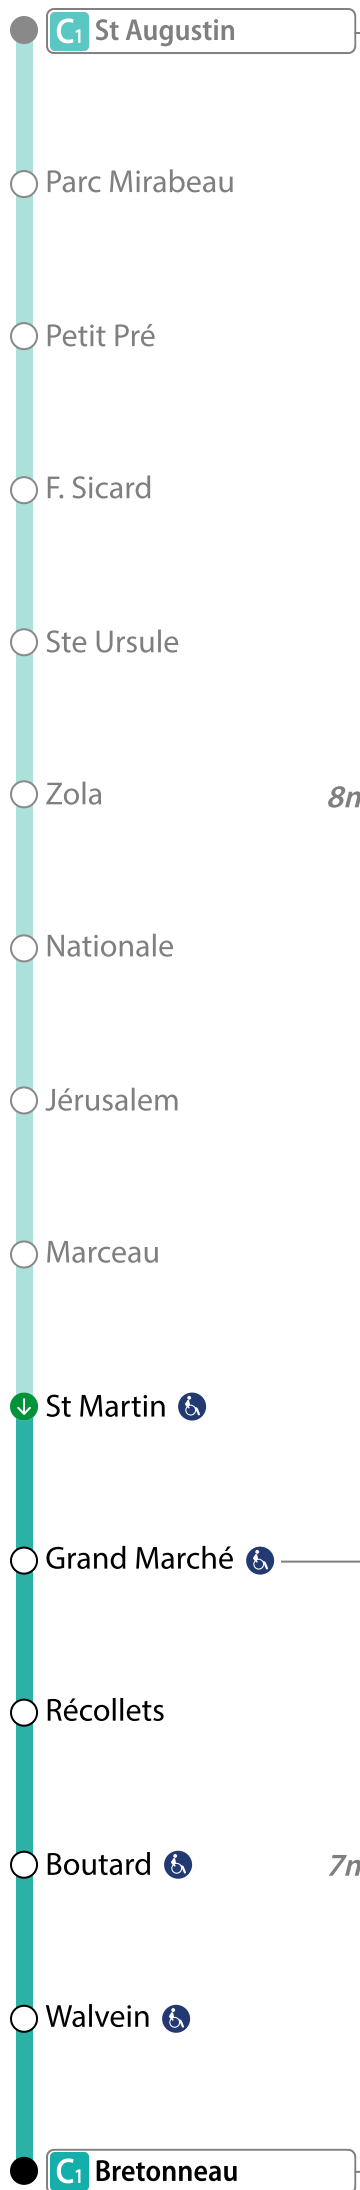 C1 St Augustin
Parc Mirabeau
Petit Pré
F. Sicard
Ste Ursule
Zola
Nationale
Jérusalem
Marceau
St Martin
Grand Marché
Récollets
Boutard
Walvein
C1 Bretonneau